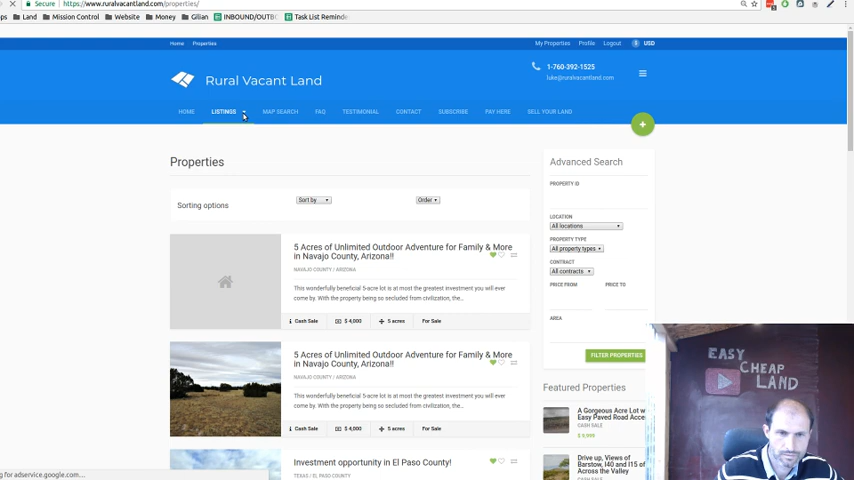 Secure https://www.ruralvacantland.com/properties/
ps Land Mission Control Website Money Gilian INBOUND/OUTBO Task List Reminde
Home Properties My Properties Profile Logout $ USD
Rural Vacant Land
1-760-392-1525
luke@ruralvacantland.com
HOME LISTINGS MAP SEARCH FAQ TESTIMONIAL CONTACT SUBSCRIBE PAY HERE SELL YOUR LAND
+
Properties
Sorting options Sort by Order
5 Acres of Unlimited Outdoor Adventure for Family & More
in Navajo County, Arizona!!
NAVAJO COUNTY / ARIZONA
This wonderfully beneficial 5-acre lot is at most the greatest investment you will ever
come by. With the property being so secluded from civilization, the...
Cash Sale $ 4,000 5 acres For Sale
5 Acres of Unlimited Outdoor Adventure for Family & More
in Navajo County, Arizona!!
NAVAJO COUNTY / ARIZONA
This wonderfully beneficial 5-acre lot is at most the greatest investment you will ever
come by. With the property being so secluded from civilization, the...
Cash Sale $ 4,000 5 acres For Sale
Investment opportunity in El Paso County!
TEXAS / EL PASO COUNTY
Advanced Search
PROPERTY ID
LOCATION
All locations
PROPERTY TYPE
All property types
CONTRACT
All contracts
PRICE FROM PRICE TO
AREA
FILTER PROPERTIES
Featured Properties
A Gorgeous Acre Lot w
Easy Paved Road Acce
CASH SALE
$ 9,999
Drive up, Views of
Barstow, I40 and I15 of
Across the Valley
CASH SALE
EASY
CHEAP
LAND
ng for adservice.google.com...